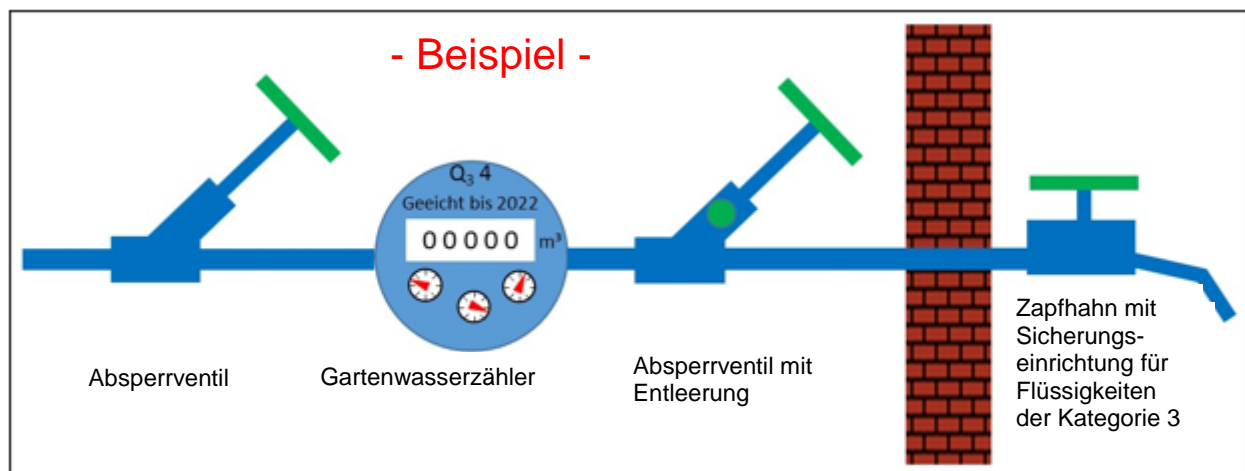 - Beispiel -
Q₃ 4
Geeicht bis 2022
00000 m³
Absperrventil
Gartenwasserzähler
Absperrventil mit
Entleerung
Zapfhahn mit
Sicherungs-
einrichtung für
Flüssigkeiten
der Kategorie 3